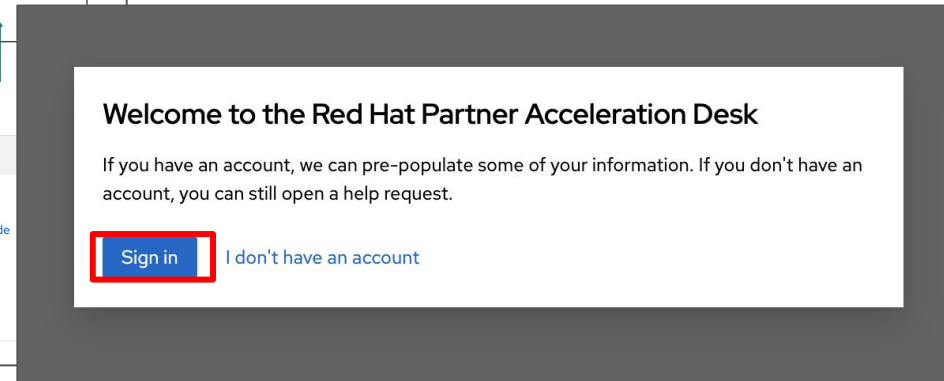 Welcome to the Red Hat Partner Acceleration Desk
If you have an account, we can pre-populate some of your information. If you don't have an
account, you can still open a help request.
de
Sign in
I don't have an account